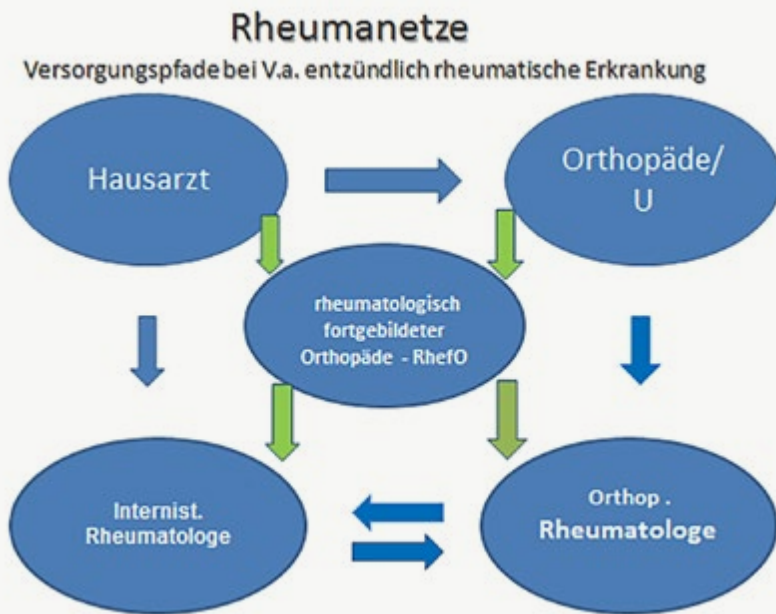 Rheumanetze
Versorgungspfade bei V.a. entzündlich rheumatische Erkrankung
Hausarzt
Orthopäde/
U
rheumatologisch
fortgebildeter
Orthopäde - RhefO
Internist.
Rheumatologe
Orthop .
Rheumatologe